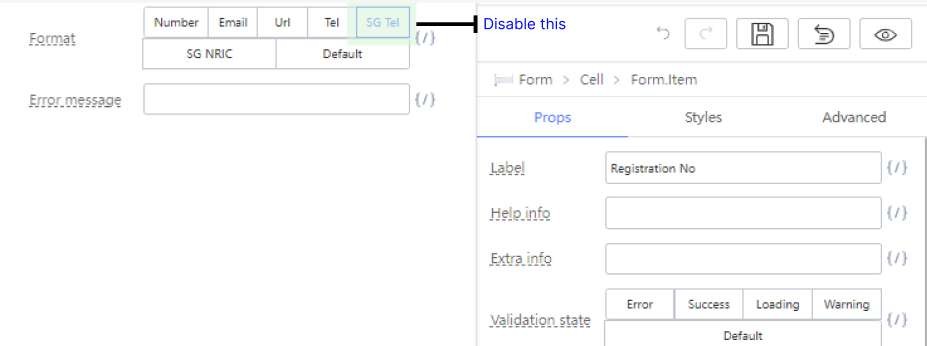 Number Email Url Tel SG Tel
Format {/}
SG NRIC Default
Error message {/}
Disable this
Form > Cell > Form.Item
Props Styles Advanced
Label Registration No {/}
Help info {/}
Extra info {/}
Error Success Loading Warning
Validation state {/}
Default